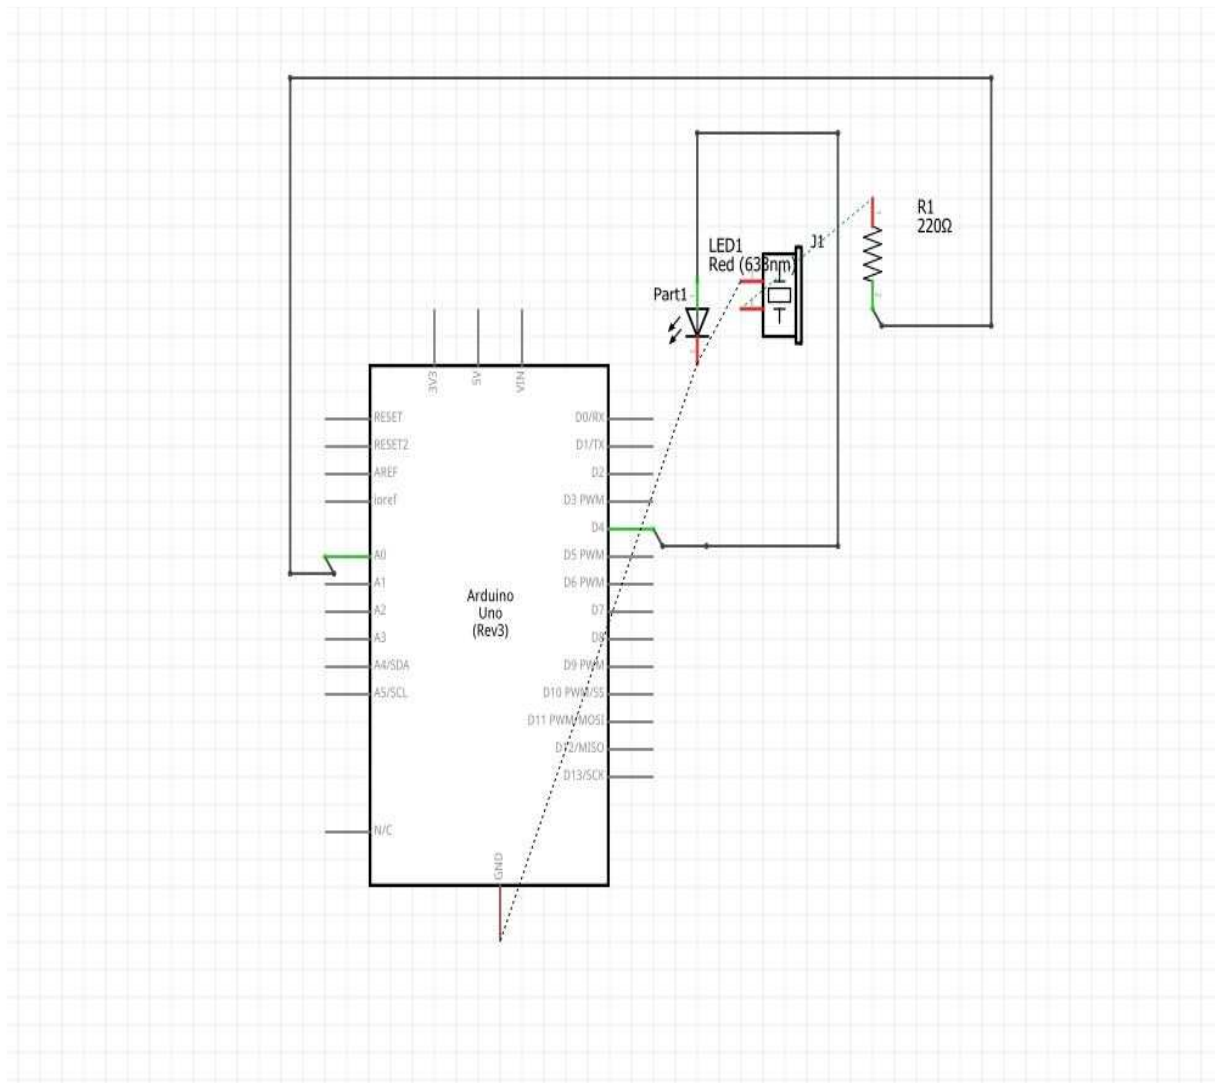 R1
220Ω
J1
LED1
Red (633nm)
Part1
3V3
5V
VIN
RESET
RESET2
AREF
ioref
A0
A1
A2
A3
A4/SDA
A5/SCL
N/C
D0/RX
D1/TX
D2
D3 PWM
D4
D5 PWM
D6 PWM
D7
D8
D9 PWM
D10 PWM/SS
D11 PWM/MOSI
D12/MISO
D13/SCK
Arduino
Uno
(Rev3)
GND